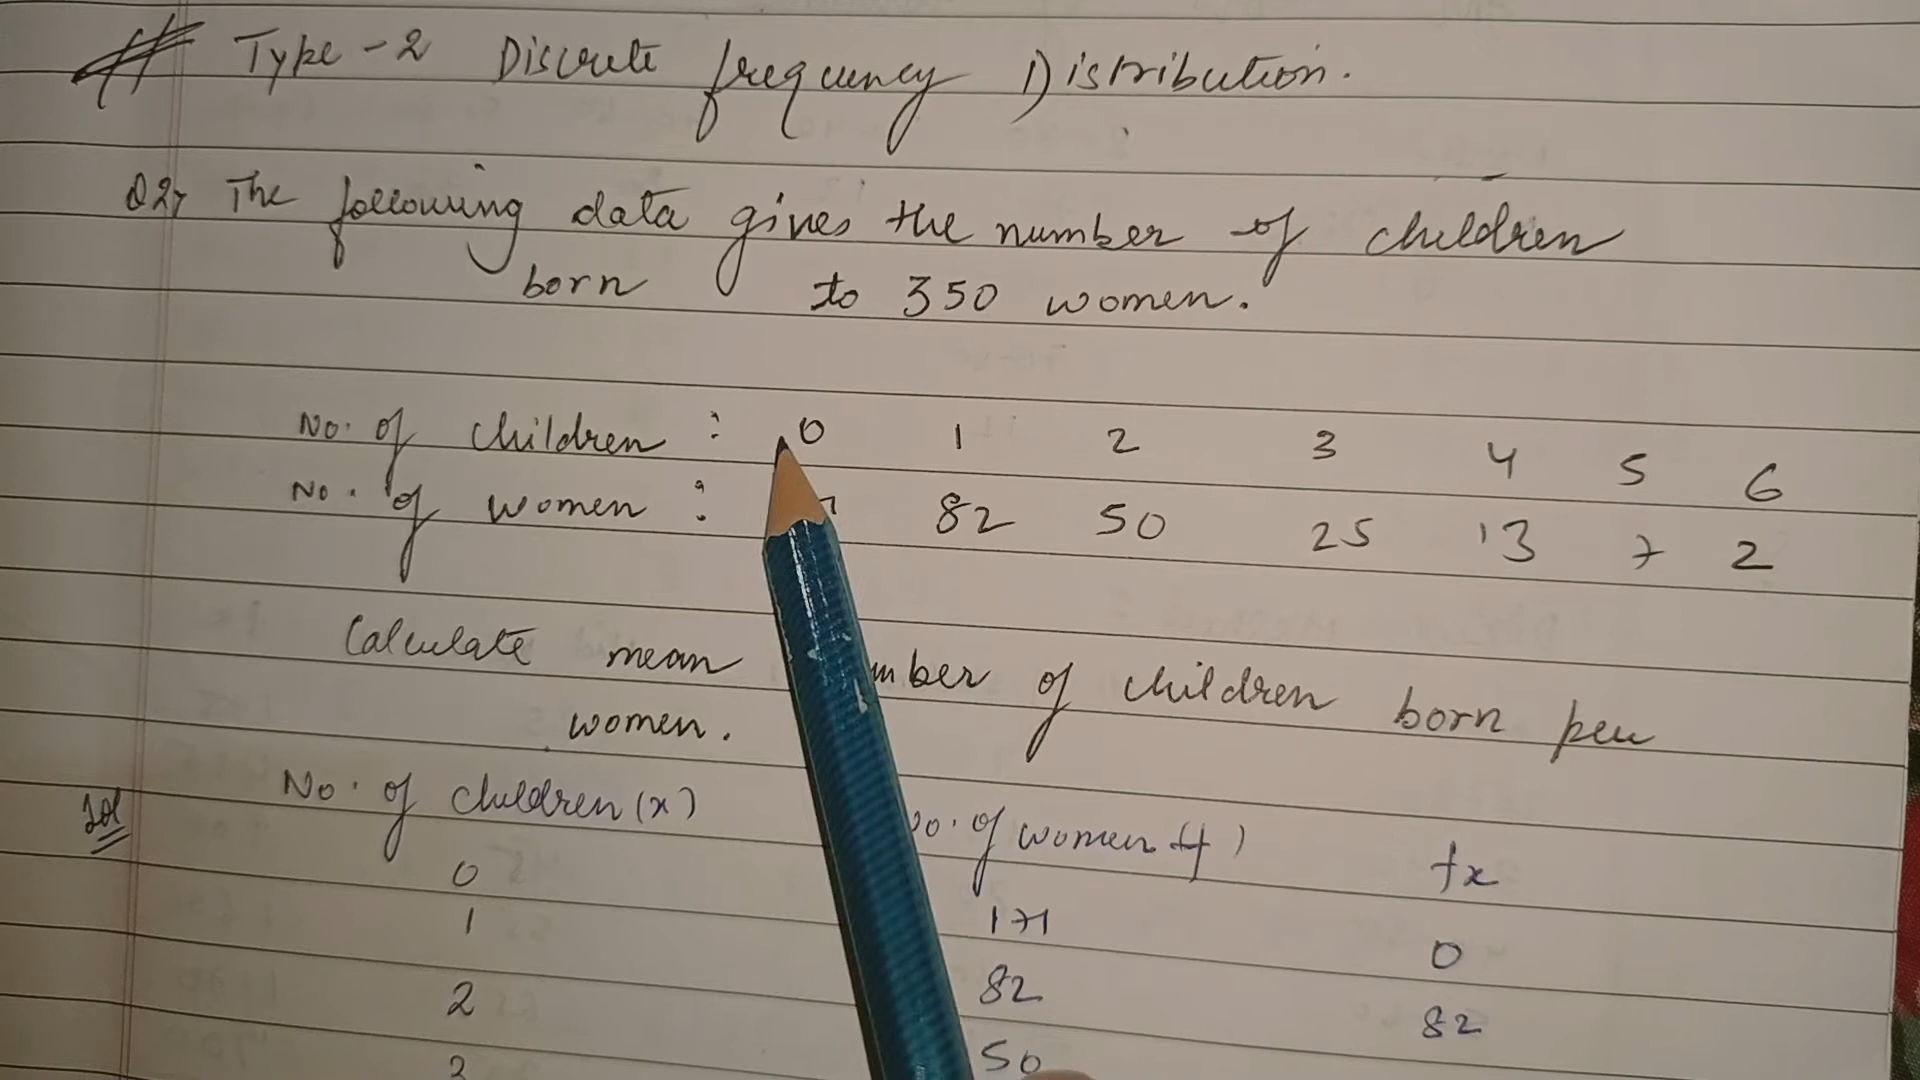 # Type-2 Discrete frequency Distribution.
Q2, The following data gives the number of children
born to 350 women.
No. of children : 0 1 2 3 4 5 6
No. of women : 82 50 25 13 7 2
Calculate mean of children born per
women.
Sol No. of children (x) No. of women (f) fx
0 171 0
1 82 82
2 50